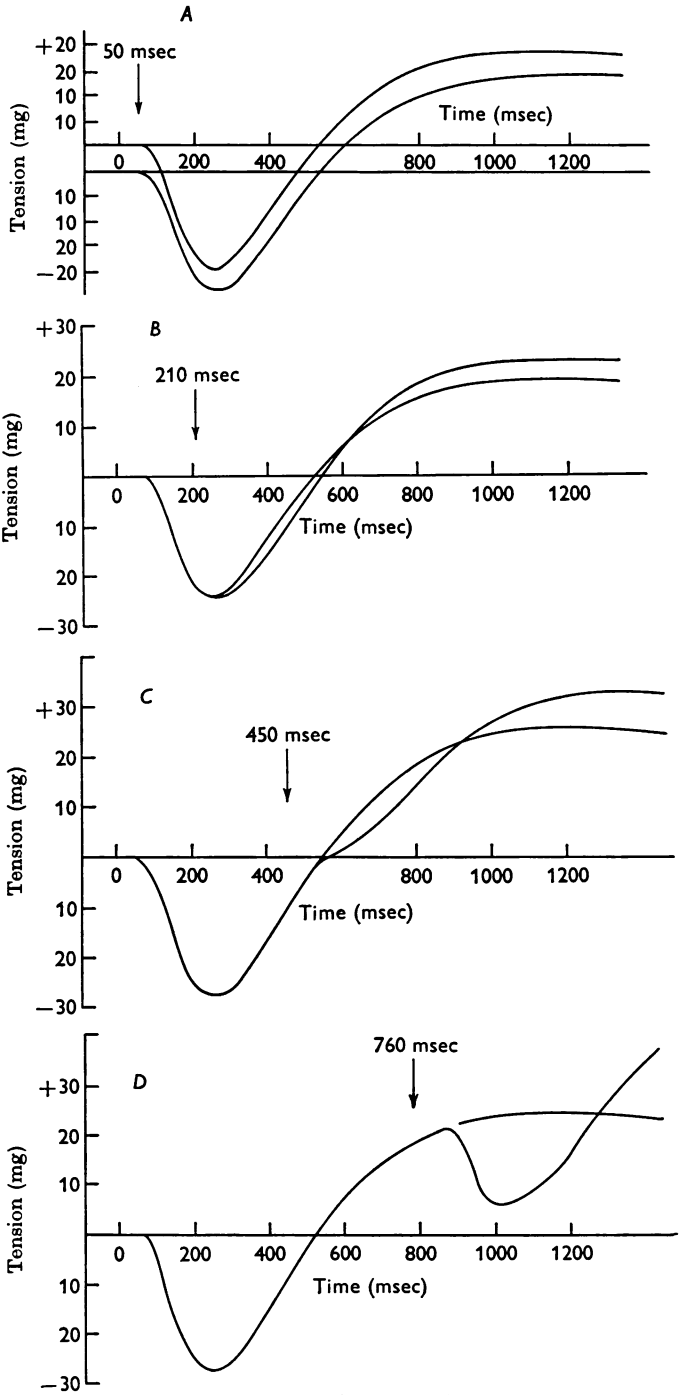 A
50 msec
+20
20
10
10
Time (msec)
0 200 400 800 1000 1200
10
10
20
−20
Tension (mg)
B
210 msec
+30
20
10
0 200 400 600 800 1000 1200
Time (msec)
10
20
−30
Tension (mg)
C
450 msec
+30
20
10
0 200 400 800 1000 1200
Time (msec)
10
20
−30
Tension (mg)
D
760 msec
+30
20
10
0 200 400 600 800 1000 1200
Time (msec)
10
20
−30
Tension (mg)